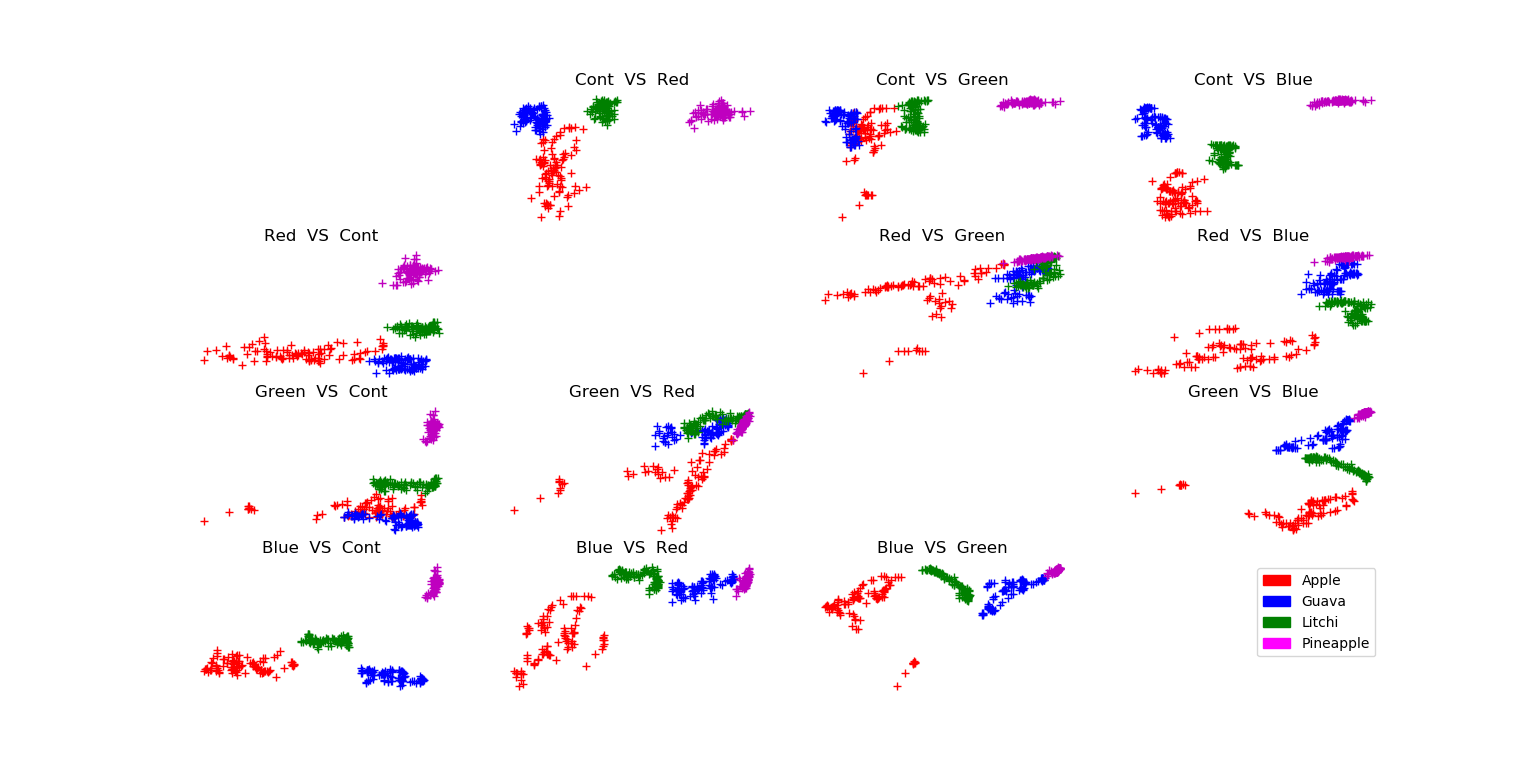 Cont VS Red
Cont VS Green
Cont VS Blue
Red VS Cont
Red VS Green
Red VS Blue
Green VS Cont
Green VS Red
Green VS Blue
Blue VS Cont
Blue VS Red
Blue VS Green
Apple
Guava
Litchi
Pineapple